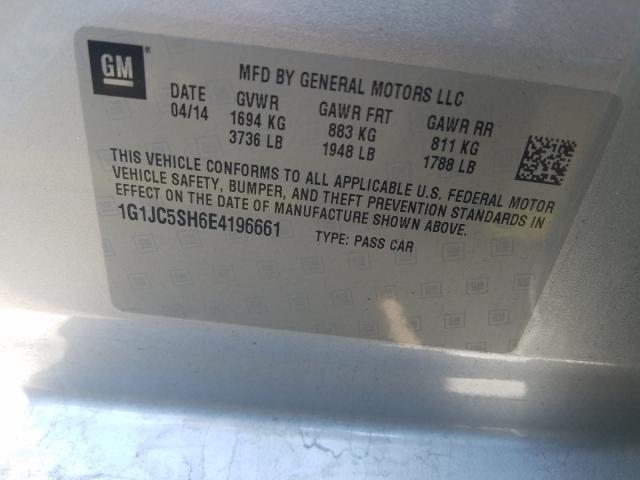 GM
MFD BY GENERAL MOTORS LLC
DATE GVWR GAWR FRT GAWR RR
04/14 1694 KG 883 KG 811 KG
3736 LB 1948 LB 1788 LB
THIS VEHICLE CONFORMS TO ALL APPLICABLE U.S. FEDERAL MOTOR
VEHICLE SAFETY, BUMPER, AND THEFT PREVENTION STANDARDS IN
EFFECT ON THE DATE OF MANUFACTURE SHOWN ABOVE.
1G1JC5SH6E4196661 TYPE: PASS CAR